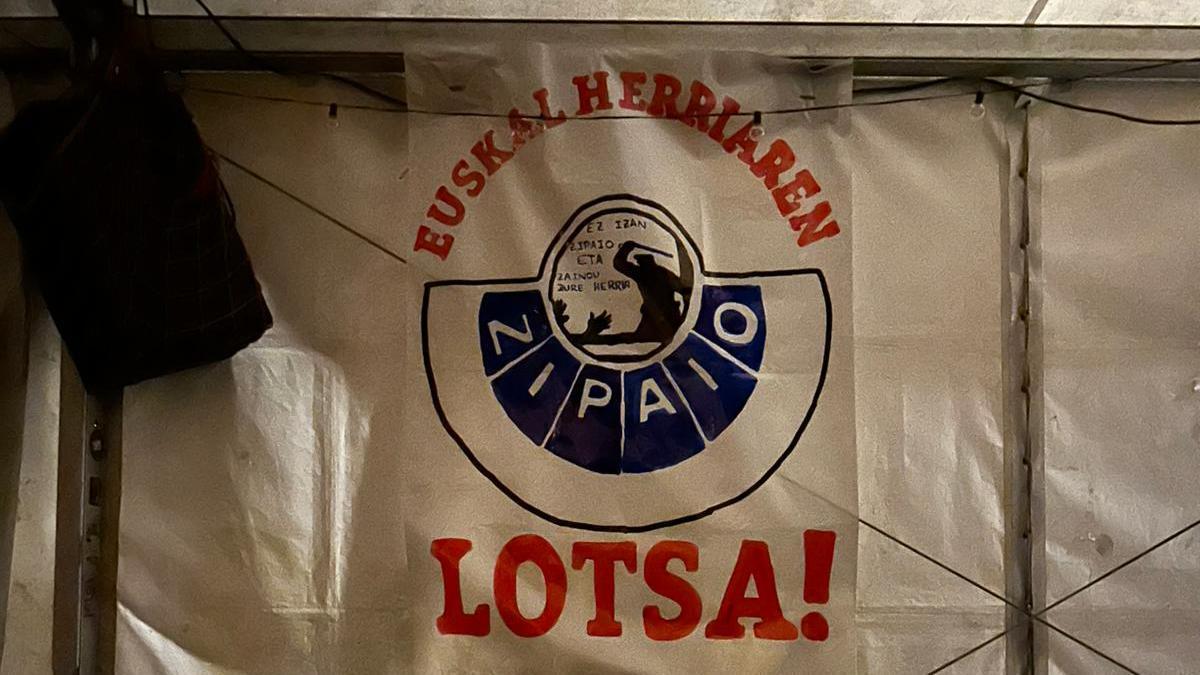 EUSKAL HERRIAREN
EZ IZAN
ZIPAIO
ETA
ZAINDU
ZURE HERRIA
ZIPAIO
LOTSA!